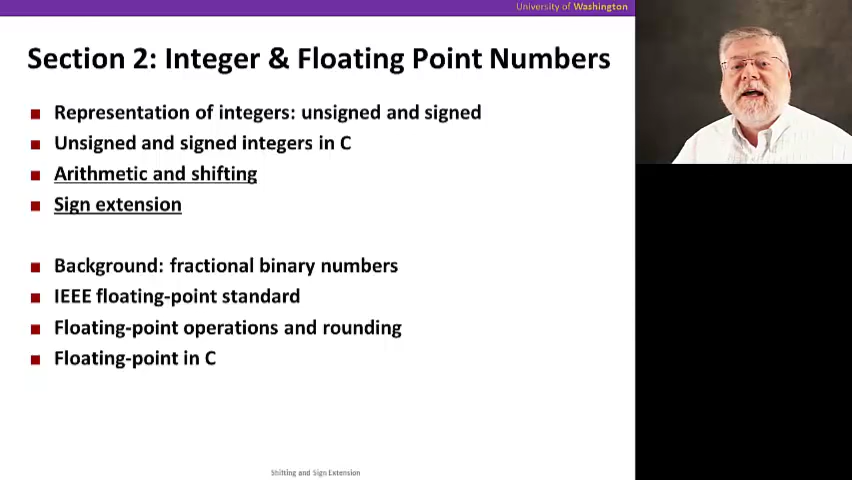 University of Washington
Section 2: Integer & Floating Point Numbers
Representation of integers: unsigned and signed
Unsigned and signed integers in C
Arithmetic and shifting
Sign extension
Background: fractional binary numbers
IEEE floating-point standard
Floating-point operations and rounding
Floating-point in C
Shifting and Sign Extension